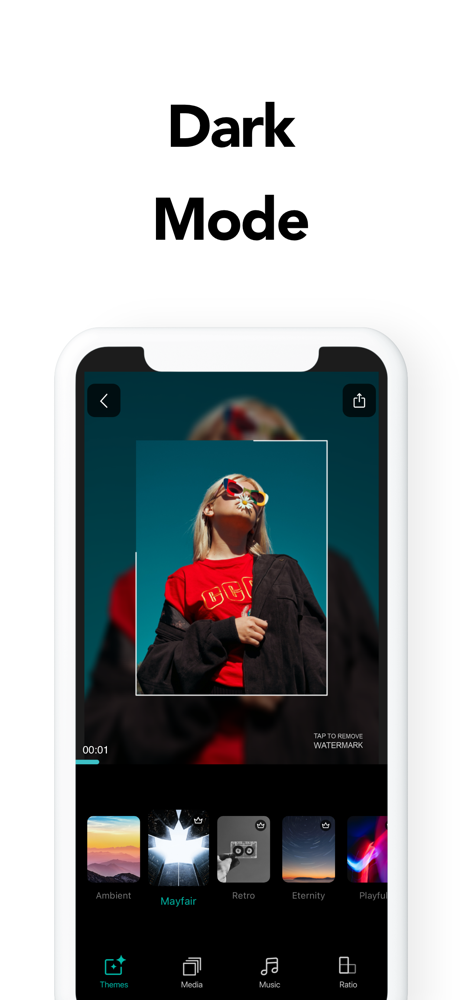 Dark
Mode
TAP TO REMOVE
WATERMARK
00:01
Ambient
Mayfair
Retro
Eternity
Playful
Themes
Media
Music
Ratio